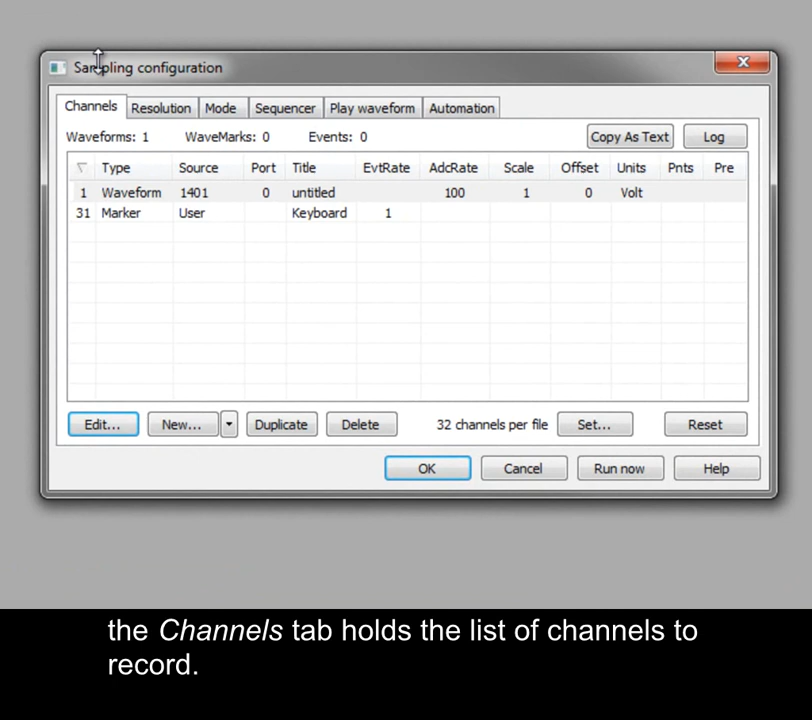 Sampling configuration
Channels Resolution Mode Sequencer Play waveform Automation
Waveforms: 1 WaveMarks: 0 Events: 0 Copy As Text Log
Type Source Port Title EvtRate AdcRate Scale Offset Units Pnts Pre
1 Waveform 1401 0 untitled 100 1 0 Volt
31 Marker User Keyboard 1
Edit... New... Duplicate Delete 32 channels per file Set... Reset
OK Cancel Run now Help
the Channels tab holds the list of channels to
record.